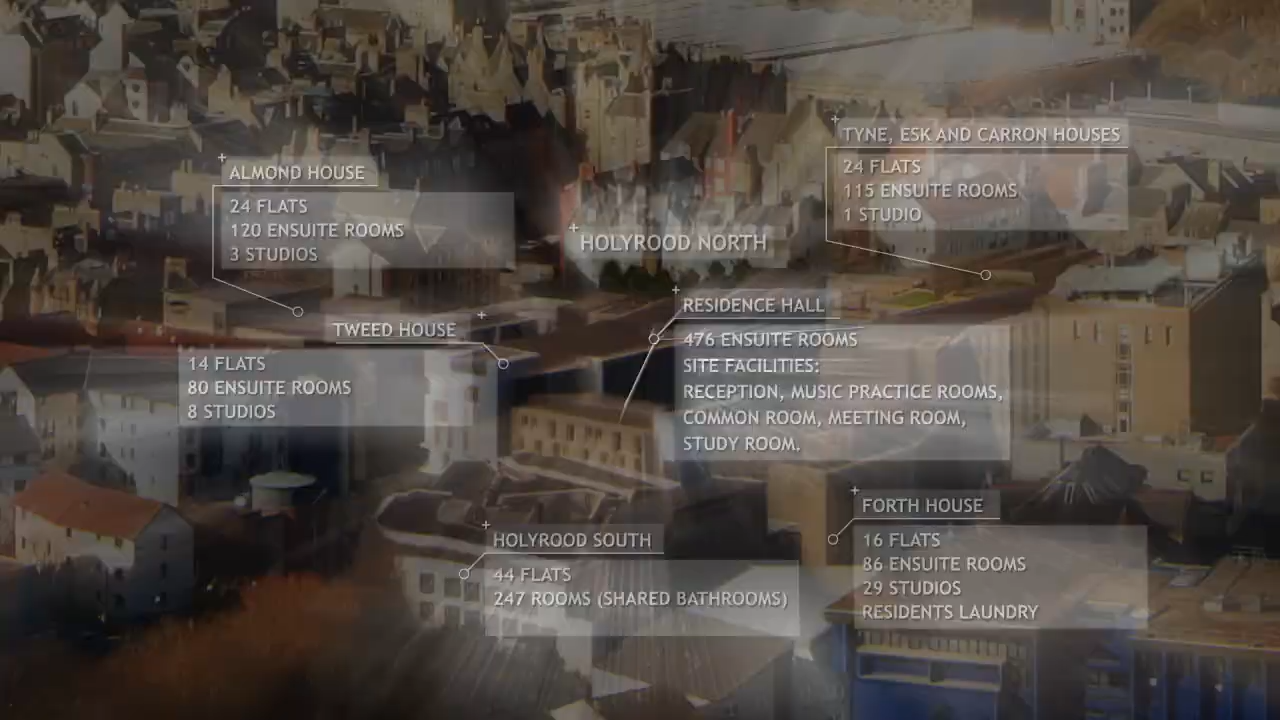 TYNE, ESK AND CARRON HOUSES
24 FLATS
115 ENSUITE ROOMS
1 STUDIO
ALMOND HOUSE
24 FLATS
120 ENSUITE ROOMS
3 STUDIOS
HOLYROOD NORTH
RESIDENCE HALL
476 ENSUITE ROOMS
SITE FACILITIES:
RECEPTION, MUSIC PRACTICE ROOMS,
COMMON ROOM, MEETING ROOM,
STUDY ROOM.
TWEED HOUSE
14 FLATS
80 ENSUITE ROOMS
8 STUDIOS
FORTH HOUSE
16 FLATS
86 ENSUITE ROOMS
29 STUDIOS
RESIDENTS LAUNDRY
HOLYROOD SOUTH
44 FLATS
247 ROOMS (SHARED BATHROOMS)